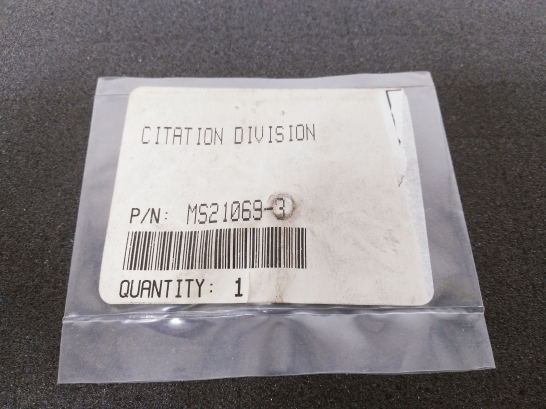 CITATION DIVISION
P/N: MS21069-3
QUANTITY: 1